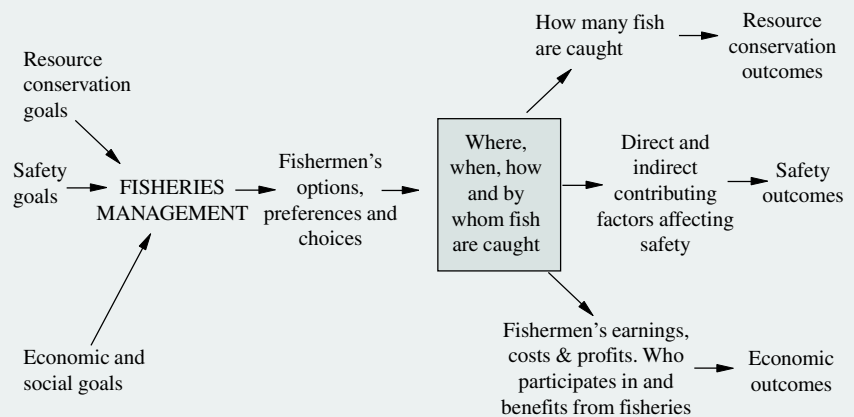 Resource
conservation
goals
Safety
goals
Economic and
social goals
FISHERIES
MANAGEMENT
Fishermen's
options,
preferences and
choices
Where,
when, how
and by
whom fish
are caught
How many fish
are caught
Resource
conservation
outcomes
Direct and
indirect
contributing
factors affecting
safety
Safety
outcomes
Fishermen's earnings,
costs & profits. Who
participates in and
benefits from fisheries
Economic
outcomes